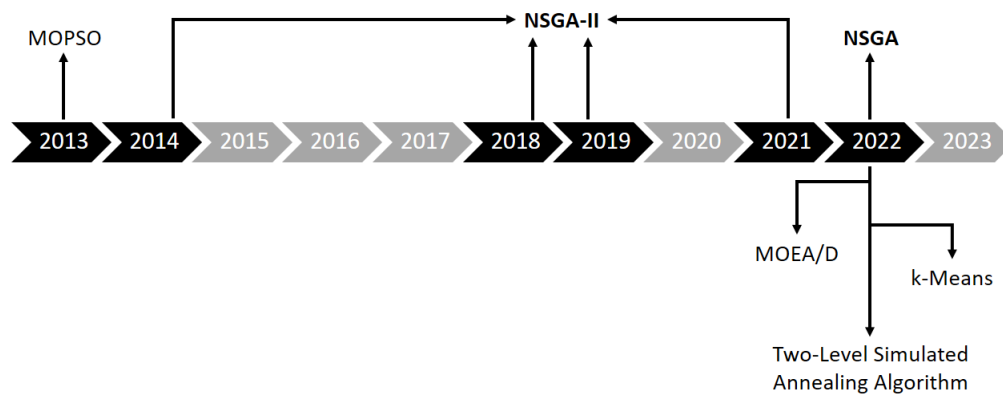 NSGA-II
MOPSO
NSGA
2013 2014 2015 2016 2017 2018 2019 2020 2021 2022 2023
MOEA/D
k-Means
Two-Level Simulated
Annealing Algorithm